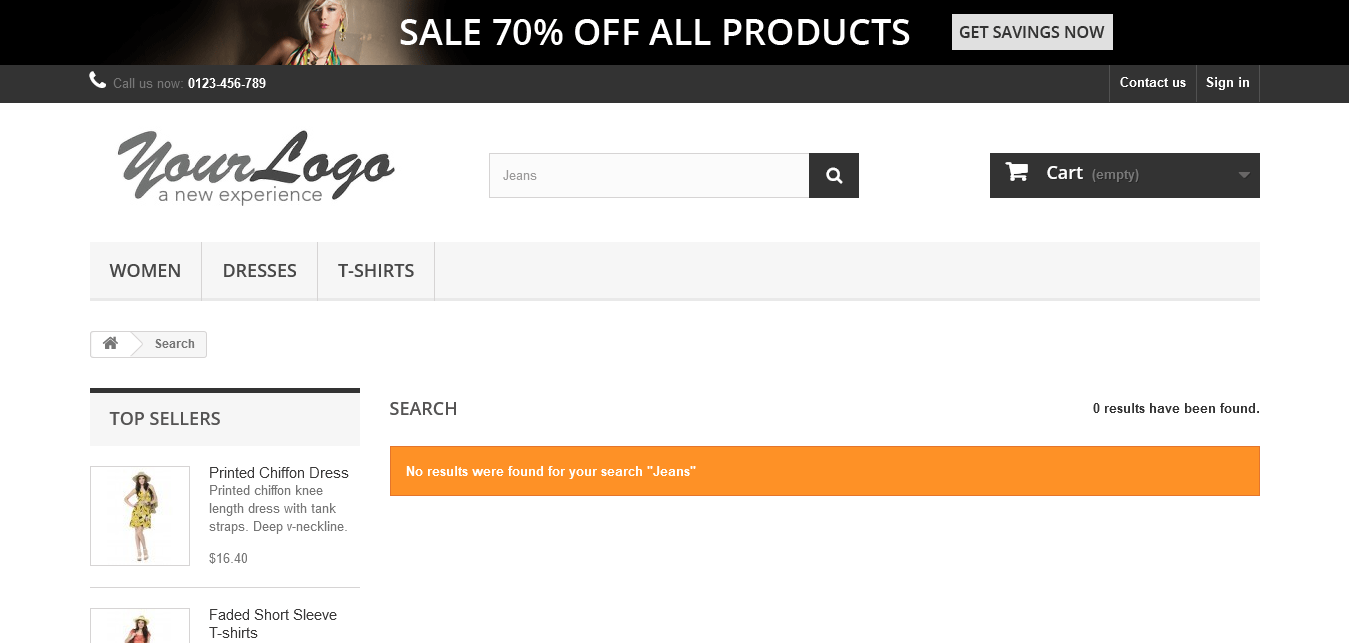 SALE 70% OFF ALL PRODUCTS
GET SAVINGS NOW
Call us now: 0123-456-789
Contact us
Sign in
YourLogo
a new experience
Jeans
Cart (empty)
WOMEN
DRESSES
T-SHIRTS
Search
TOP SELLERS
Printed Chiffon Dress
Printed chiffon knee
length dress with tank
straps. Deep v-neckline.
$16.40
Faded Short Sleeve
T-shirts
SEARCH
0 results have been found.
No results were found for your search "Jeans"